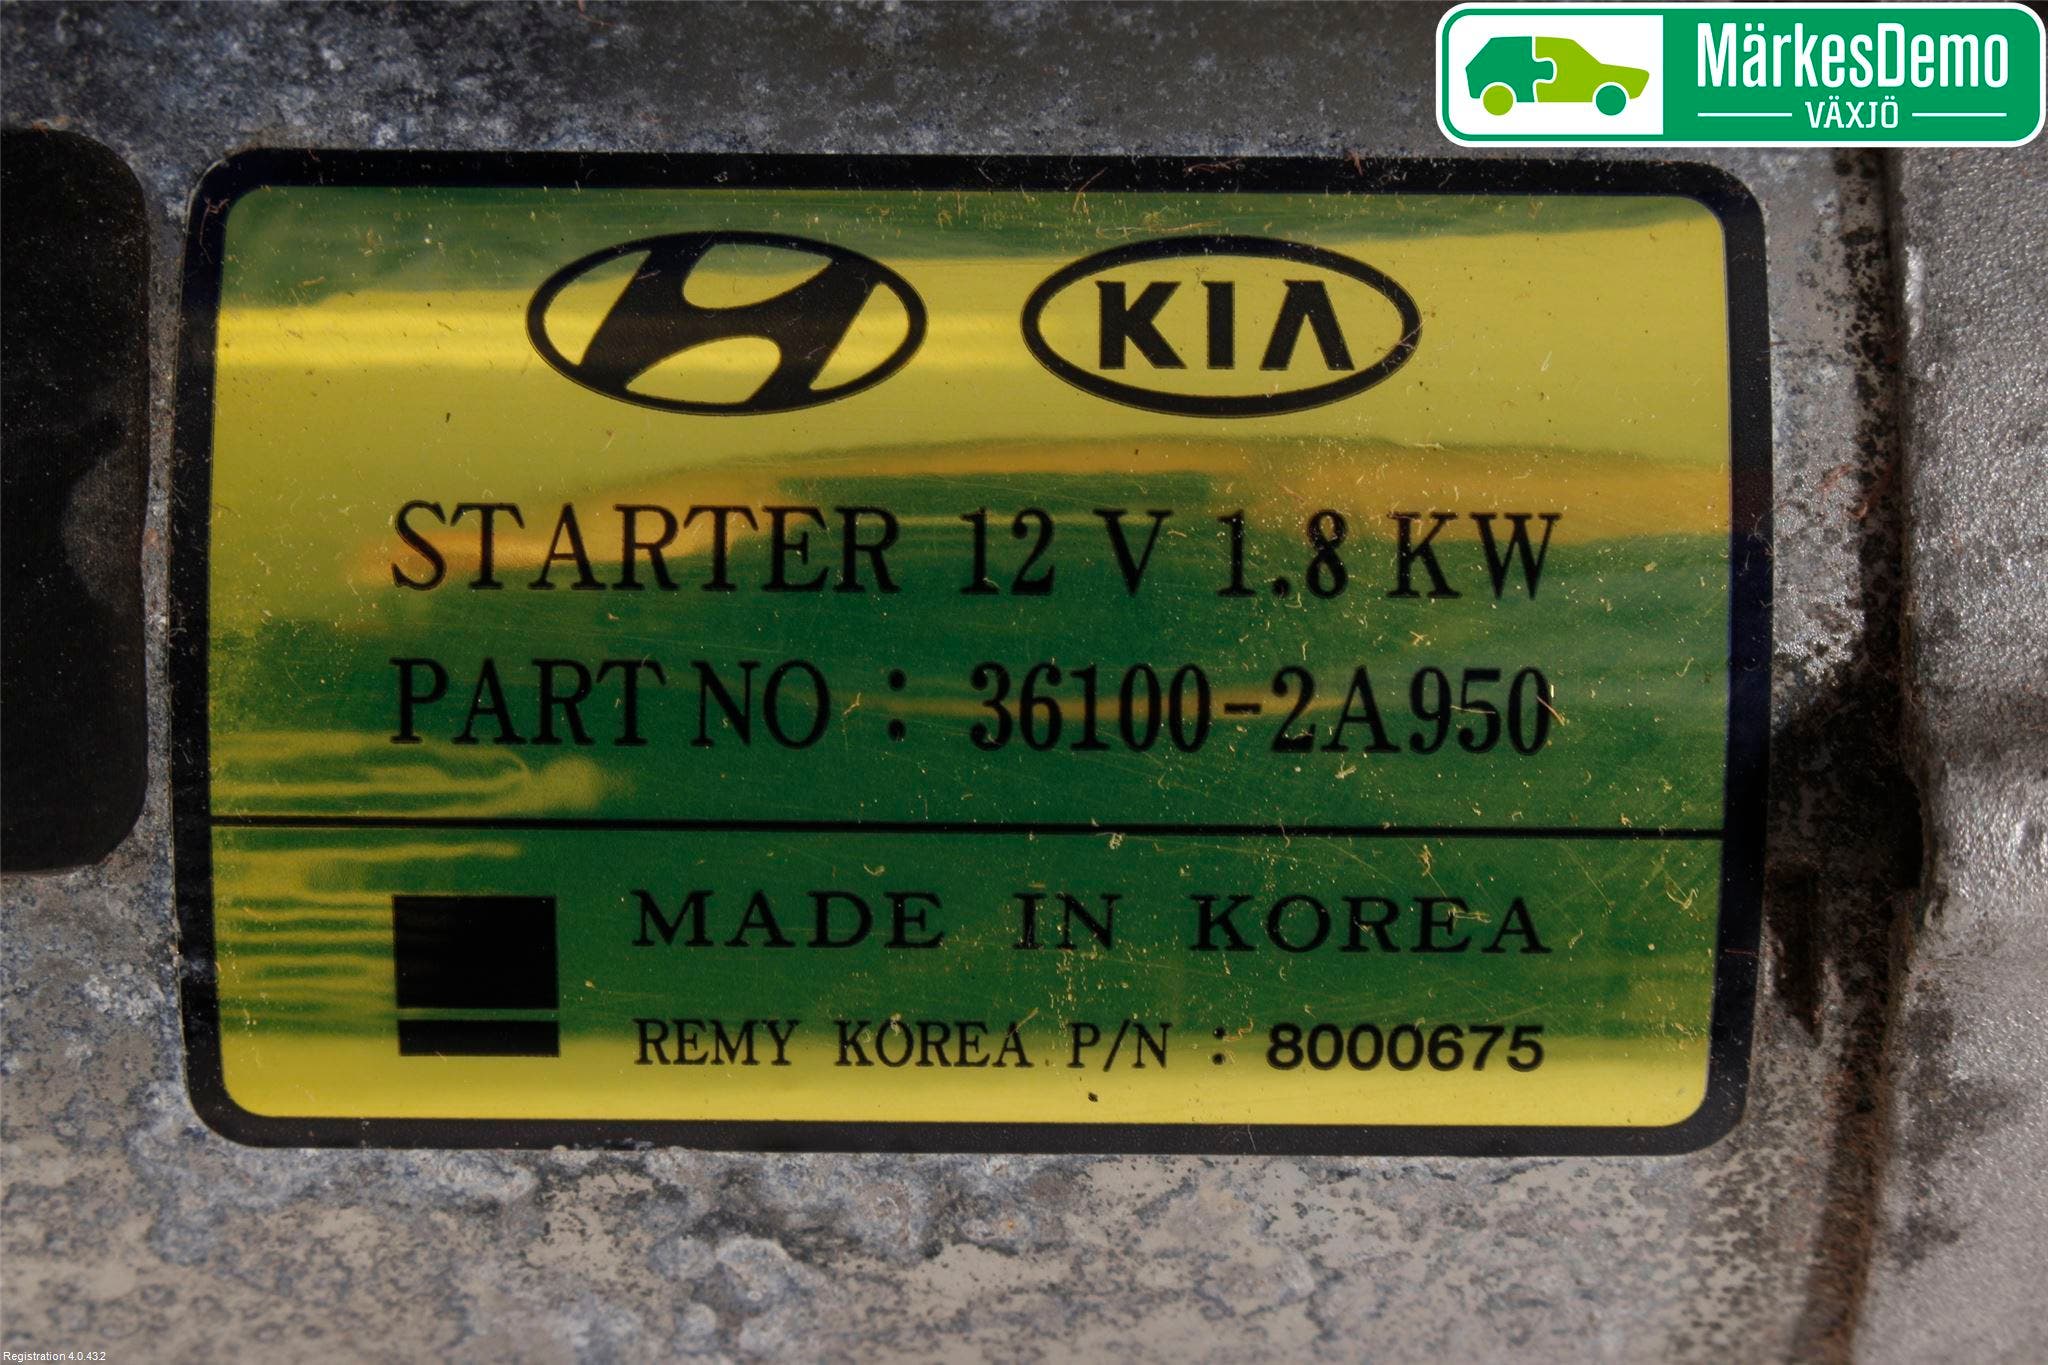 MärkesDemo
VÄXJÖ
KIA
STARTER 12 V 1.8 KW
PART NO : 36100-2A950
MADE IN KOREA
REMY KOREA P/N : 8000675
Registration 4.0.432